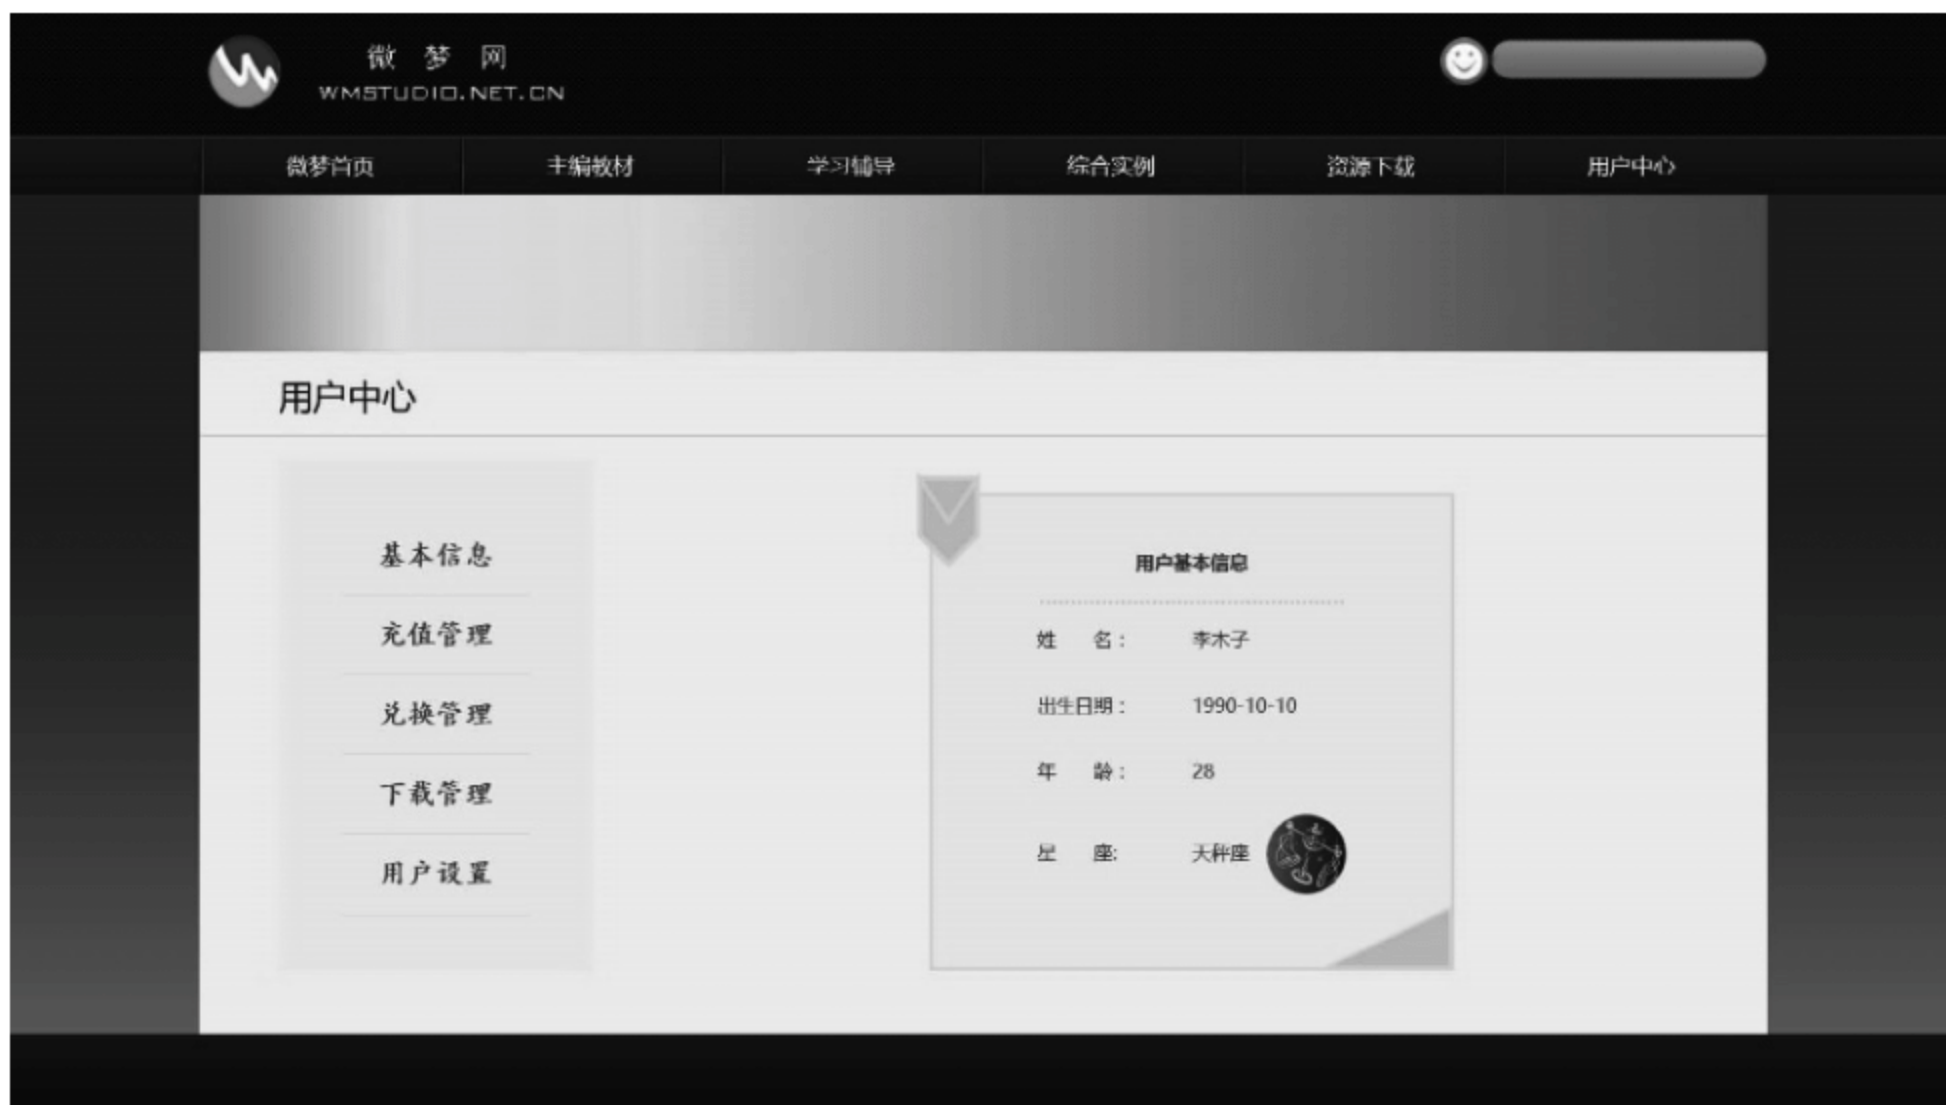 微 梦 网
WMSTUDIO.NET.CN
微梦首页 主编教材 学习辅导 综合实例 资源下载 用户中心
用户中心
基本信息
充值管理
兑换管理
下载管理
用户设置
用户基本信息
姓 名： 李木子
出生日期： 1990-10-10
年 龄： 28
星 座: 天秤座